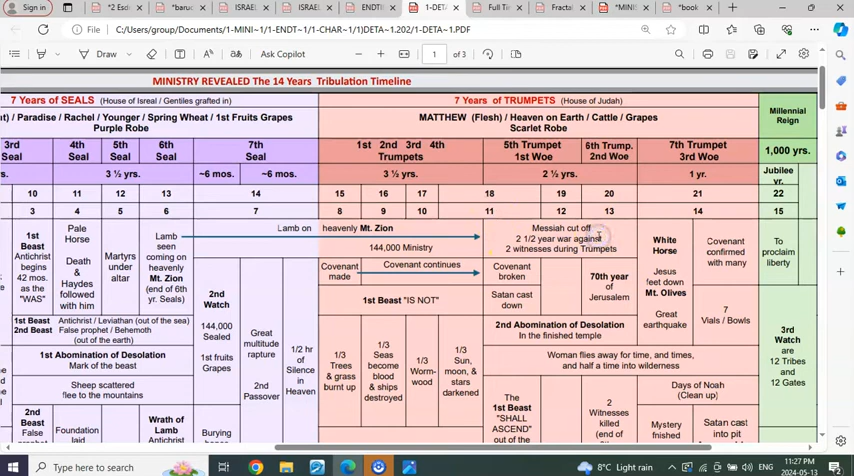 Sign in
*2 Esd
*baruc
ISRAEL
ISRAEL
ENDTI
1-DETA
Full Tim
Fractal
*MINIS
*book
File
C:/Users/group/Documents/1-MINI~1/1-ENDT~1/1-CHAR~1/)DETA~1.202/1-DETA~1.PDF
Draw
Ask Copilot
1 of 3
MINISTRY REVEALED The 14 Years Tribulation Timeline
7 Years of SEALS (House of Israel / Gentiles grafted in)
7 Years of TRUMPETS (House of Judah)
/ Paradise / Rachel / Younger / Spring Wheat / 1st Fruits Grapes
Purple Robe
MATTHEW (Flesh) / Heaven on Earth / Cattle / Grapes
Scarlet Robe
Millennial
Reign
3rd
Seal
4th
Seal
5th
Seal
6th
Seal
7th
Seal
1st 2nd 3rd 4th
Trumpets
5th Trumpet
1st Woe
6th Trump.
2nd Woe
7th Trumpet
3rd Woe
1,000 yrs.
rs.
3 ½ yrs.
~6 mos.
~6 mos.
3 ½ yrs.
2 ½ yrs.
1 yr.
Jubilee
yr.
10 11 12 13 14 15 16 17 18 19 20 21 22
3 4 5 6 7 8 9 10 11 12 13 14 15
1st
Beast
Antichrist
begins
42 mos.
as the
"WAS"
Pale
Horse
Death
&
Haydes
followed
with him
Martyrs
under
altar
Lamb
seen
coming on
heavenly
Mt. Zion
(end of 6th
yr. Seals)
Lamb on heavenly Mt. Zion
144,000 Ministry
Messiah cut off
2 1/2 year war against
2 witnesses during Trumpets
White
Horse
Jesus
feet down
Mt. Olives
Great
earthquake
Covenant
confirmed
with many
To
proclaim
liberty
Covenant
made
Covenant continues
Covenant
broken
Satan cast
down
70th year
of
Jerusalem
2nd
Watch
144,000
Sealed
1st fruits
Grapes
Great
multitude
rapture
2nd
Passover
1/2 hr
of
Silence
in
Heaven
1st Beast "IS NOT"
7
Vials / Bowls
1st Beast Antichrist / Leviathan (out of the sea)
2nd Beast False prophet / Behemoth
(out of the earth)
2nd Abomination of Desolation
In the finished temple
3rd
Watch
are
12 Tribes
and
12 Gates
1st Abomination of Desolation
Mark of the beast
1/3
Trees
& grass
burnt up
1/3
Seas
become
blood
& ships
destroyed
1/3
Worm-
wood
1/3
Sun,
moon, &
stars
darkened
Woman flies away for time, and times,
and half a time into wilderness
Sheep scattered
flee to the mountains
Days of Noah
(Clean up)
2nd
Beast
False
Foundation
laid
Wrath of
Lamb
Antichrist
Burying
The
1st Beast
"SHALL
ASCEND"
out of the
2
Witnesses
killed
(end of
Mystery
finished
Satan cast
into pit
Type here to search
8°C Light rain
ENG
11:27 PM
2024-05-13